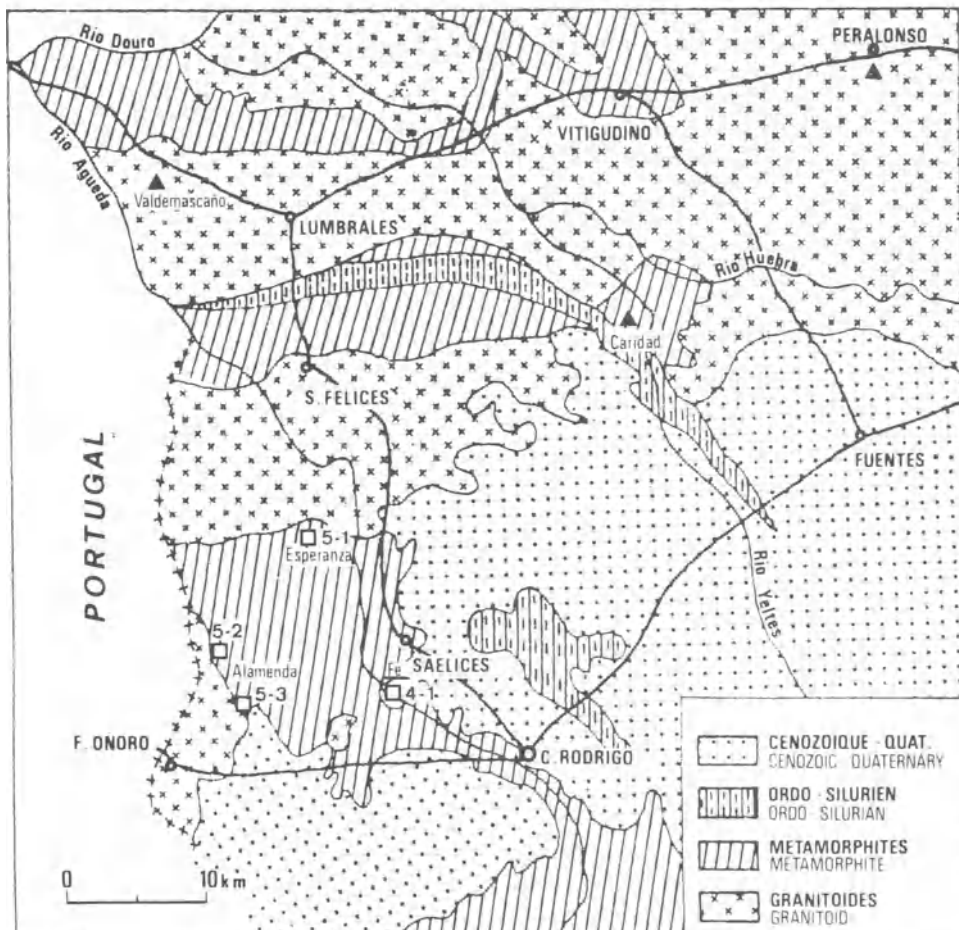 Rio Douro
PERALONSO
VITIGUDINO
Rio Agueda
Valdemascaño
LUMBRALES
Rio Huebra
Caridad
S. FELICES
FUENTES
PORTUGAL
5-1
Esperanza
Rio Yeltes
5-2
SAELICES
Alamenda
Fe
5-3
4-1
F. ONORO
C. RODRIGO
CENOZOIQUE - QUAT.
CENOZOIC QUATERNARY
ORDO - SILURIEN
ORDO - SILURIAN
METAMORPHITES
METAMORPHITE
GRANITOIDES
GRANITOID
0 10 km